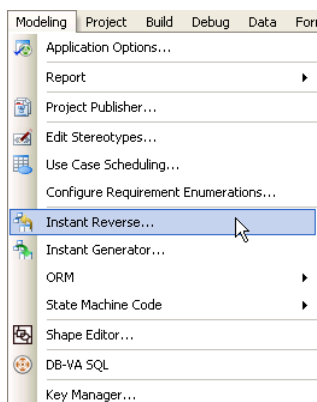 Modeling Project Build Debug Data
Application Options...
Report
Project Publisher...
Edit Stereotypes...
Use Case Scheduling...
Configure Requirement Enumerations...
Instant Reverse...
Instant Generator...
ORM
State Machine Code
Shape Editor...
DB-VA SQL
Key Manager...